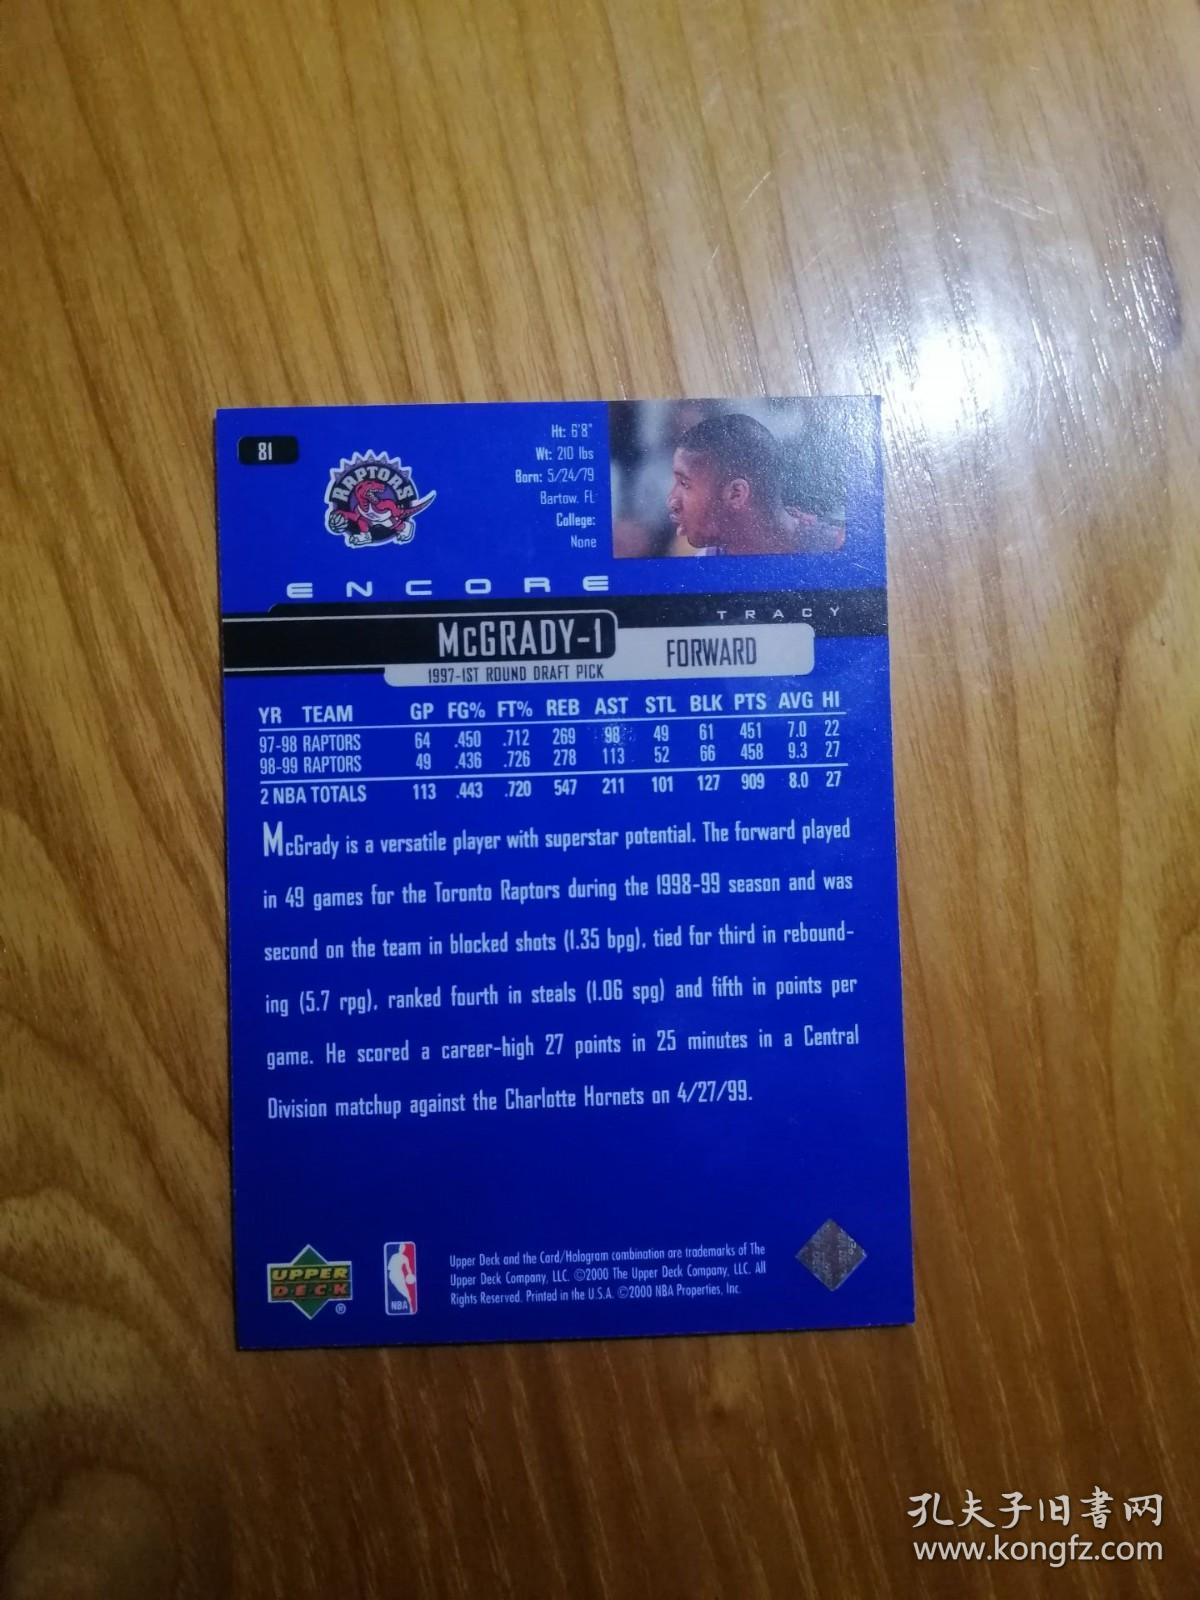 81
RAPTORS
Ht: 6'8"
Wt: 210 lbs
Born: 5/24/79
Bartow, FL
College:
None
ENCORE
TRACY
McGRADY-1
FORWARD
1997-1ST ROUND DRAFT PICK
YR TEAM GP FG% FT% REB AST STL BLK PTS AVG HI
97-98 RAPTORS 64 .450 .712 269 98 49 61 451 7.0 22
98-99 RAPTORS 49 .436 .726 278 113 52 66 458 9.3 27
2 NBA TOTALS 113 .443 .720 547 211 101 127 909 8.0 27
McGrady is a versatile player with superstar potential. The forward played
in 49 games for the Toronto Raptors during the 1998-99 season and was
second on the team in blocked shots (1.35 bpg), tied for third in rebound-
ing (5.7 rpg), ranked fourth in steals (1.06 spg) and fifth in points per
game. He scored a career-high 27 points in 25 minutes in a Central
Division matchup against the Charlotte Hornets on 4/27/99.
UPPER
DECK
®
NBA
Upper Deck and the Card/Hologram combination are trademarks of The
Upper Deck Company, LLC. ©2000 The Upper Deck Company, LLC. All
Rights Reserved. Printed in the U.S.A. ©2000 NBA Properties, Inc.
孔夫子旧书网
www.kongfz.com